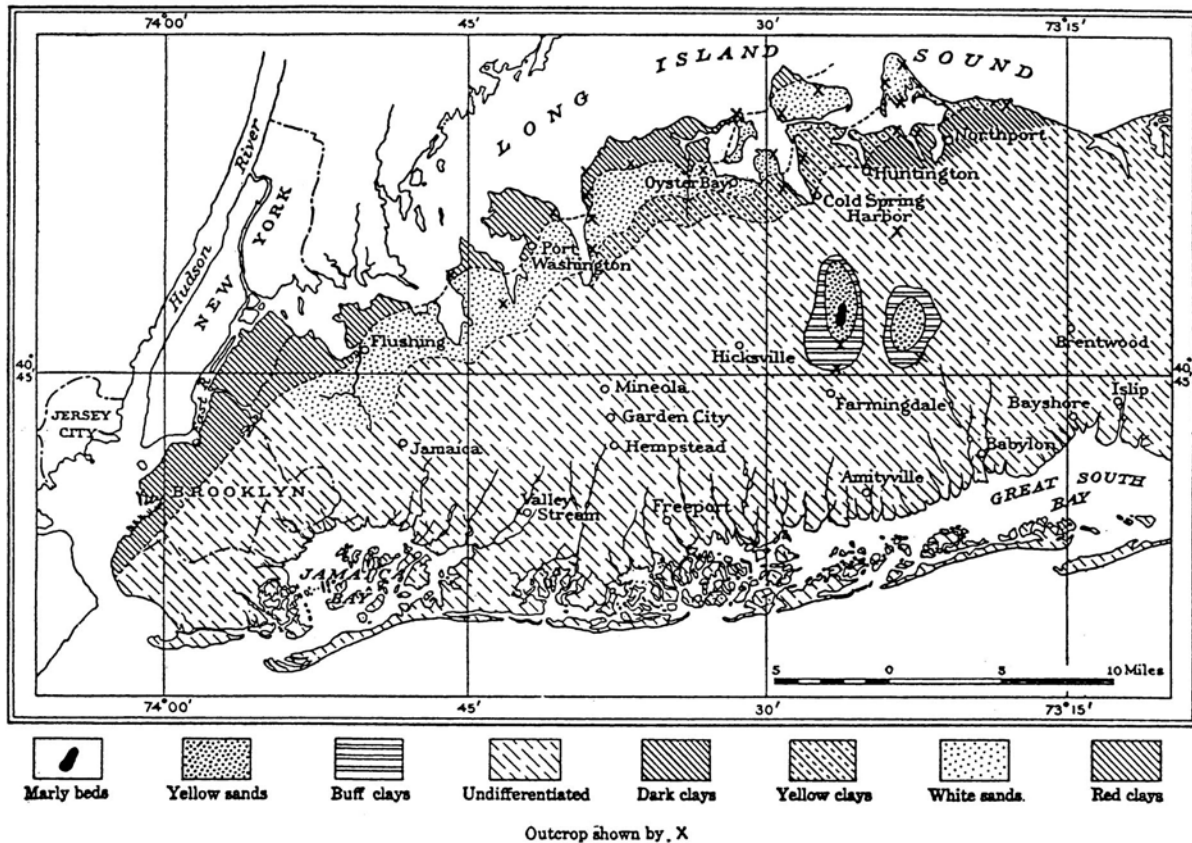 74°00'
45'
30'
73°15'
ISLAND SOUND
LONG
Hudson River
NEW YORK
Northport
Huntington
Oyster Bay
Cold Spring
Harbor
Port
Washington
Flushing
Hicksville
Brentwood
40°
45'
40°
45'
JERSEY
CITY
East R.
Mineola
Garden City
Farmingdale
Bayshore
Islip
Jamaica
Hempstead
Babylon
BROOKLYN
Amityville
GREAT SOUTH
BAY
Valley
Stream
Freeport
JAMAICA
BAY
5 0 5 10 Miles
74°00'
45'
30'
73°15'
Marly beds
Yellow sands
Buff clays
Undifferentiated
Dark clays
Yellow clays
White sands.
Red clays
Outcrop shown by. X